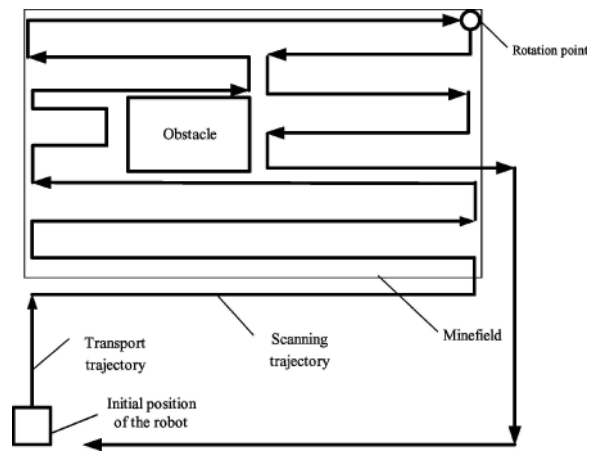 Rotation point
Obstacle
Minefield
Scanning
trajectory
Transport
trajectory
Initial position
of the robot